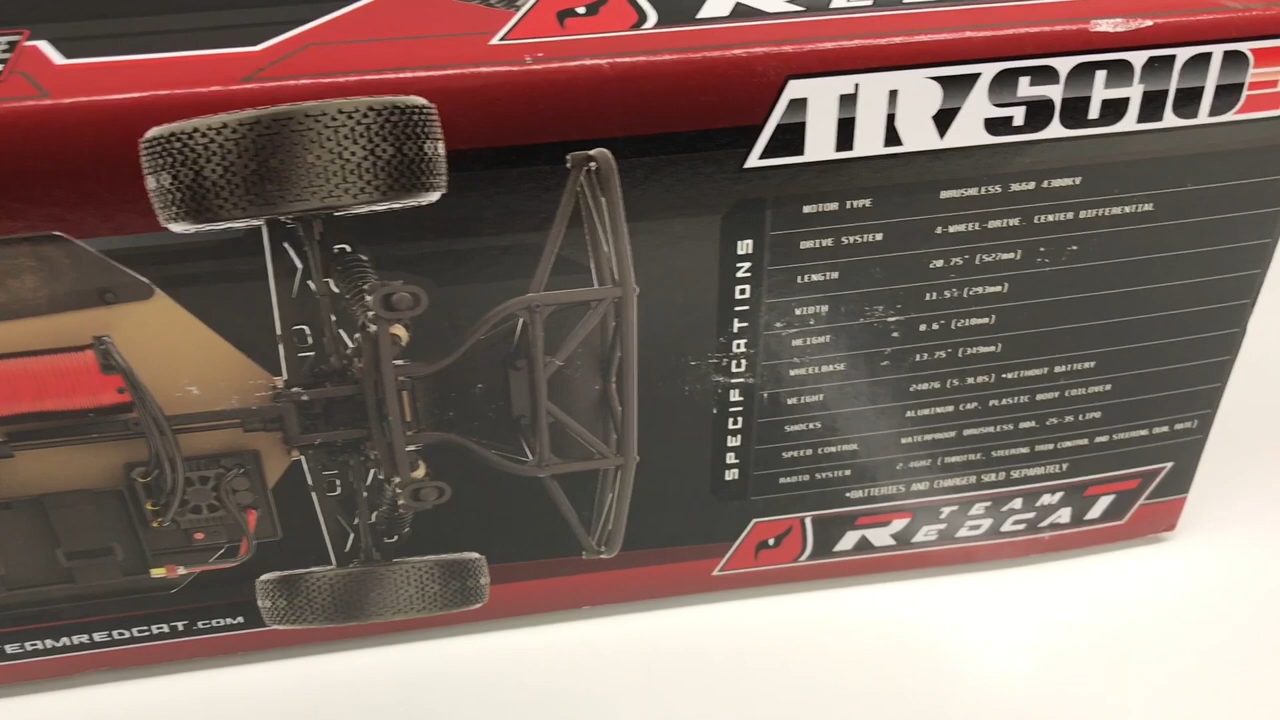 TR/SC10
SPECIFICATIONS
MOTOR TYPE BRUSHLESS 3660 4300KV
DRIVE SYSTEM 4-WHEEL-DRIVE. CENTER DIFFERENTIAL
LENGTH 20.75" (527mm)
WIDTH 11.5" (293mm)
HEIGHT 8.6" (218mm)
WHEELBASE 13.75" (349mm)
WEIGHT 2407G (5.3LBS) *WITHOUT BATTERY
SHOCKS ALUMINUM CAP, PLASTIC BODY COILOVER
SPEED CONTROL WATERPROOF BRUSHLESS 80A, 2S-3S LIPO
RADIO SYSTEM 2.4GHZ (THROTTLE, STEERING TRIM CONTROL AND STEERING DUAL RATE)
*BATTERIES AND CHARGER SOLD SEPARATELY
TEAM
REDCAT
TEAMREDCAT.COM